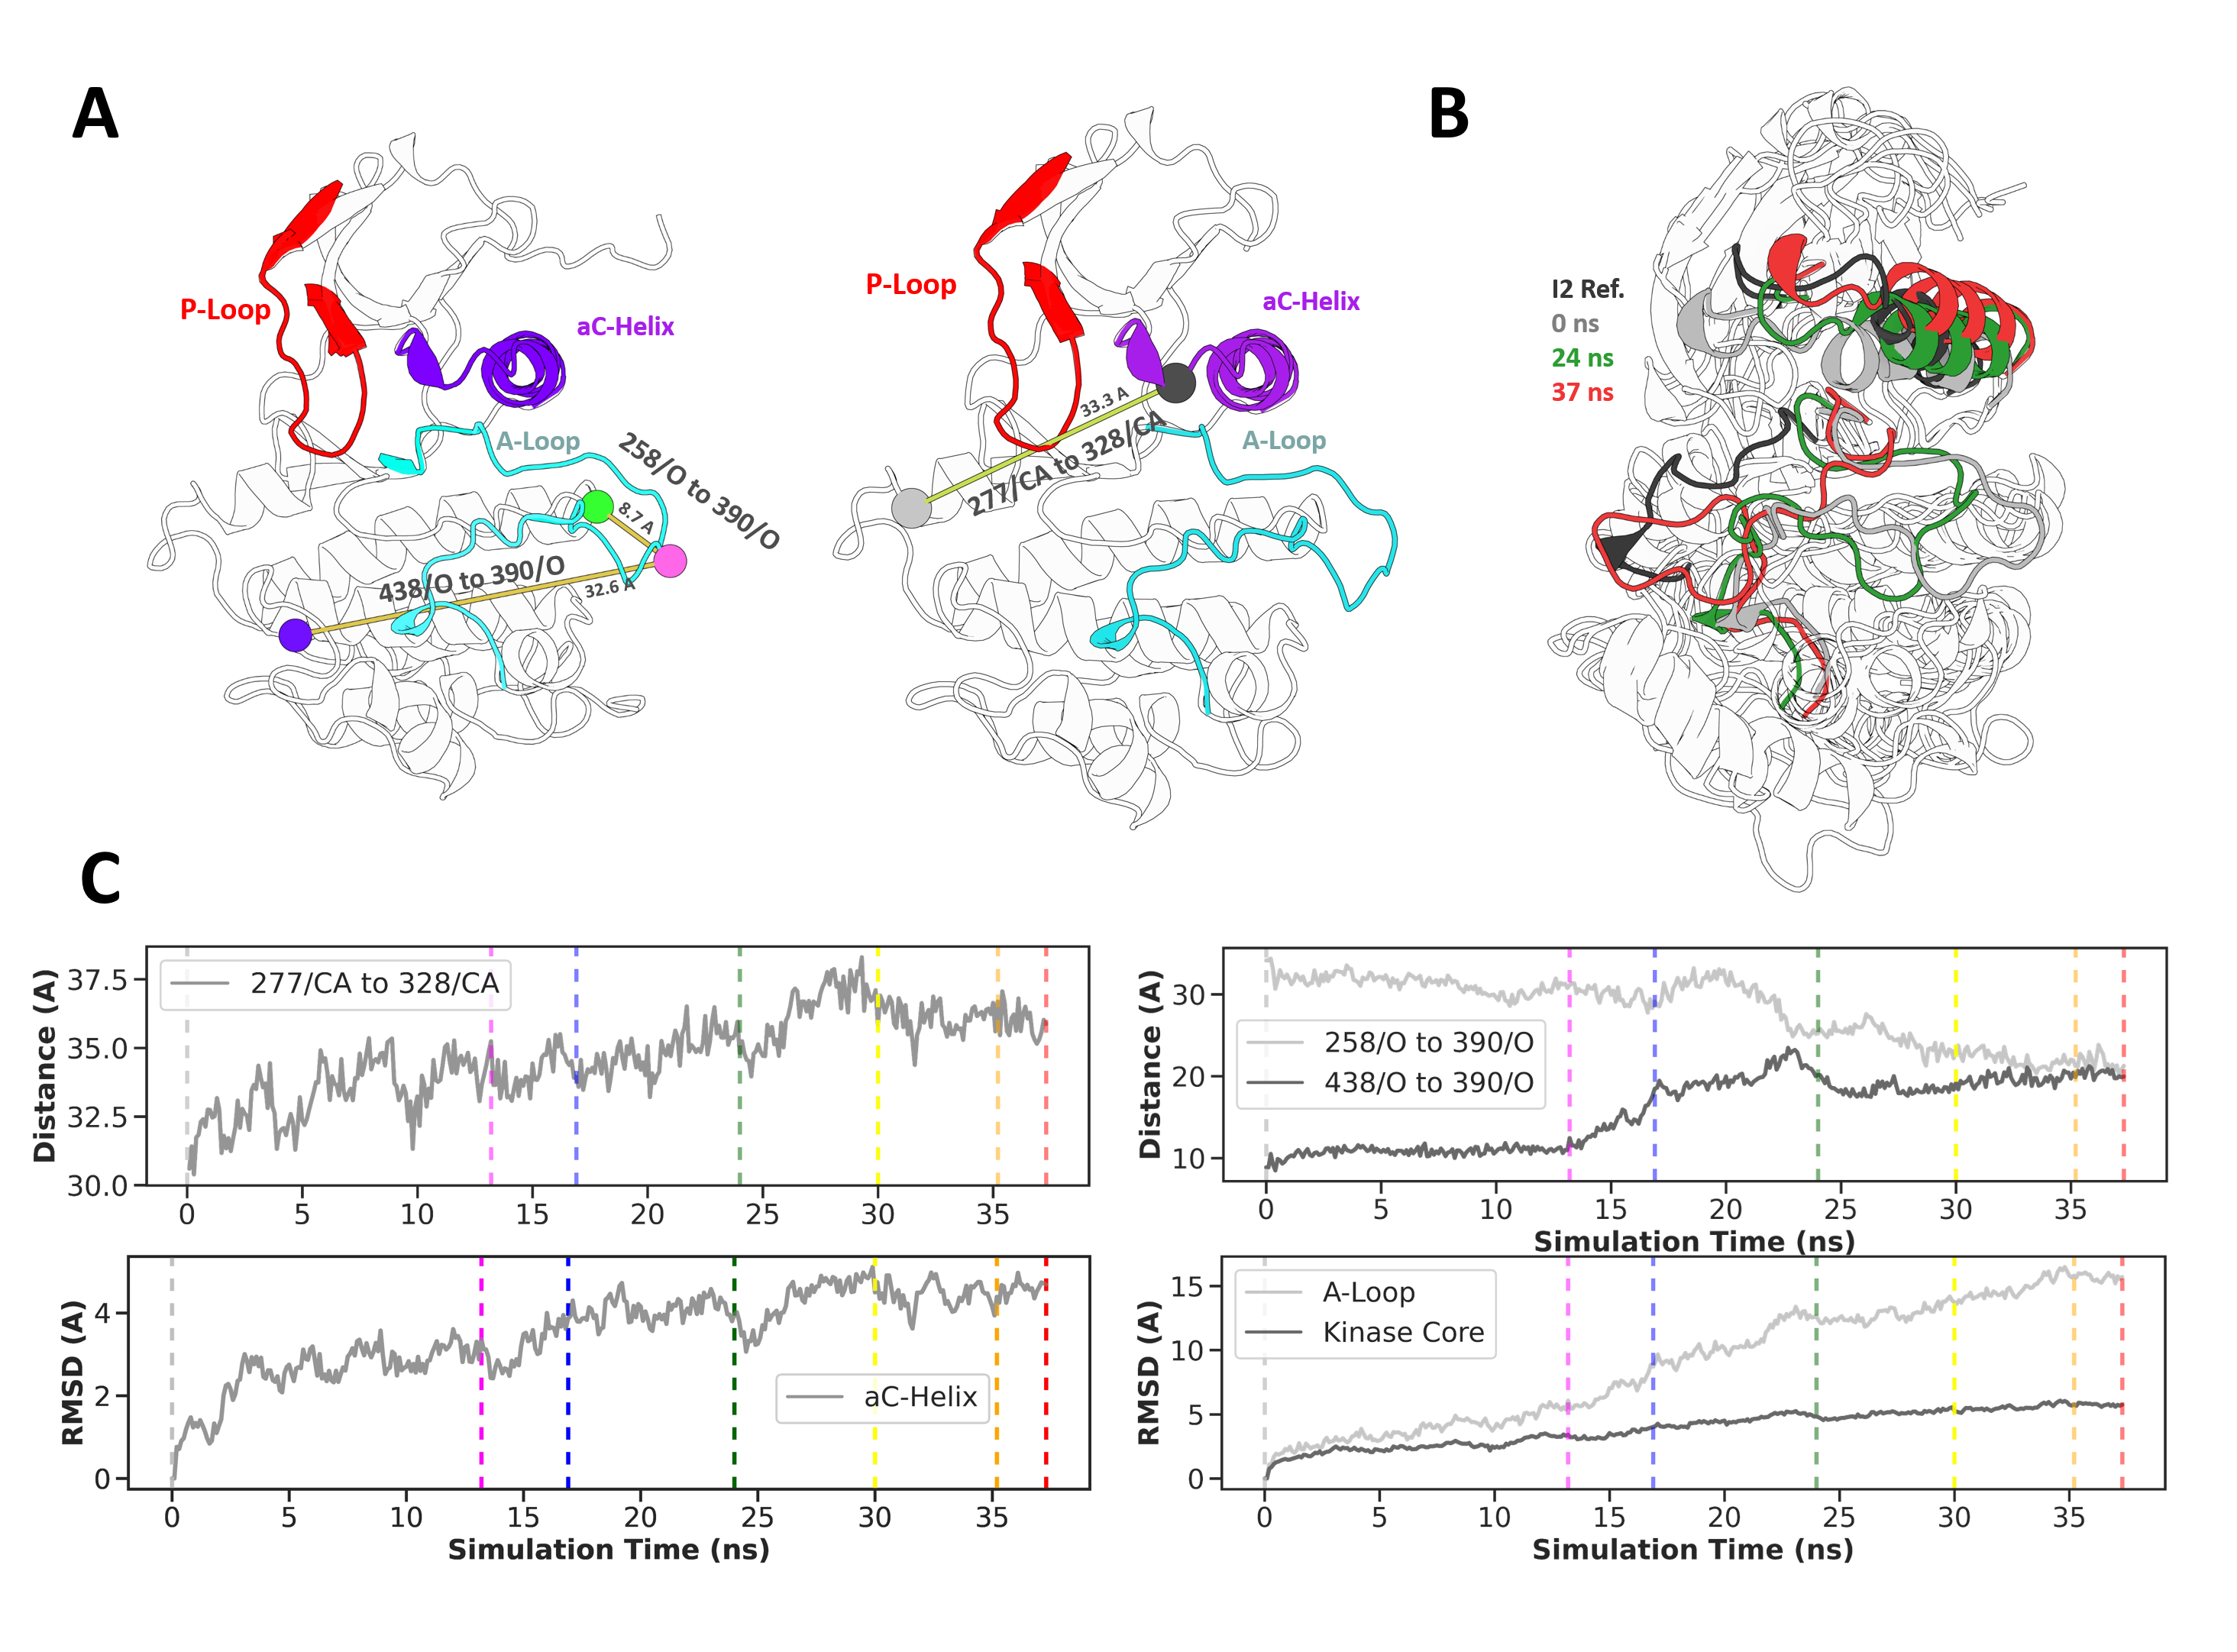 A
B
P-Loop
aC-Helix
A-Loop
258/O to 390/O
8.7 A
438/O to 390/O
32.6 A
P-Loop
aC-Helix
33.3 A
277/CA to 328/CA
A-Loop
I2 Ref.
0 ns
24 ns
37 ns
C
Distance (A)
37.5
35.0
32.5
30.0
277/CA to 328/CA
0 5 10 15 20 25 30 35
Distance (A)
30
20
10
258/O to 390/O
438/O to 390/O
0 5 10 15 20 25 30 35
Simulation Time (ns)
RMSD (A)
4
2
0
aC-Helix
0 5 10 15 20 25 30 35
Simulation Time (ns)
RMSD (A)
15
10
5
0
A-Loop
Kinase Core
0 5 10 15 20 25 30 35
Simulation Time (ns)